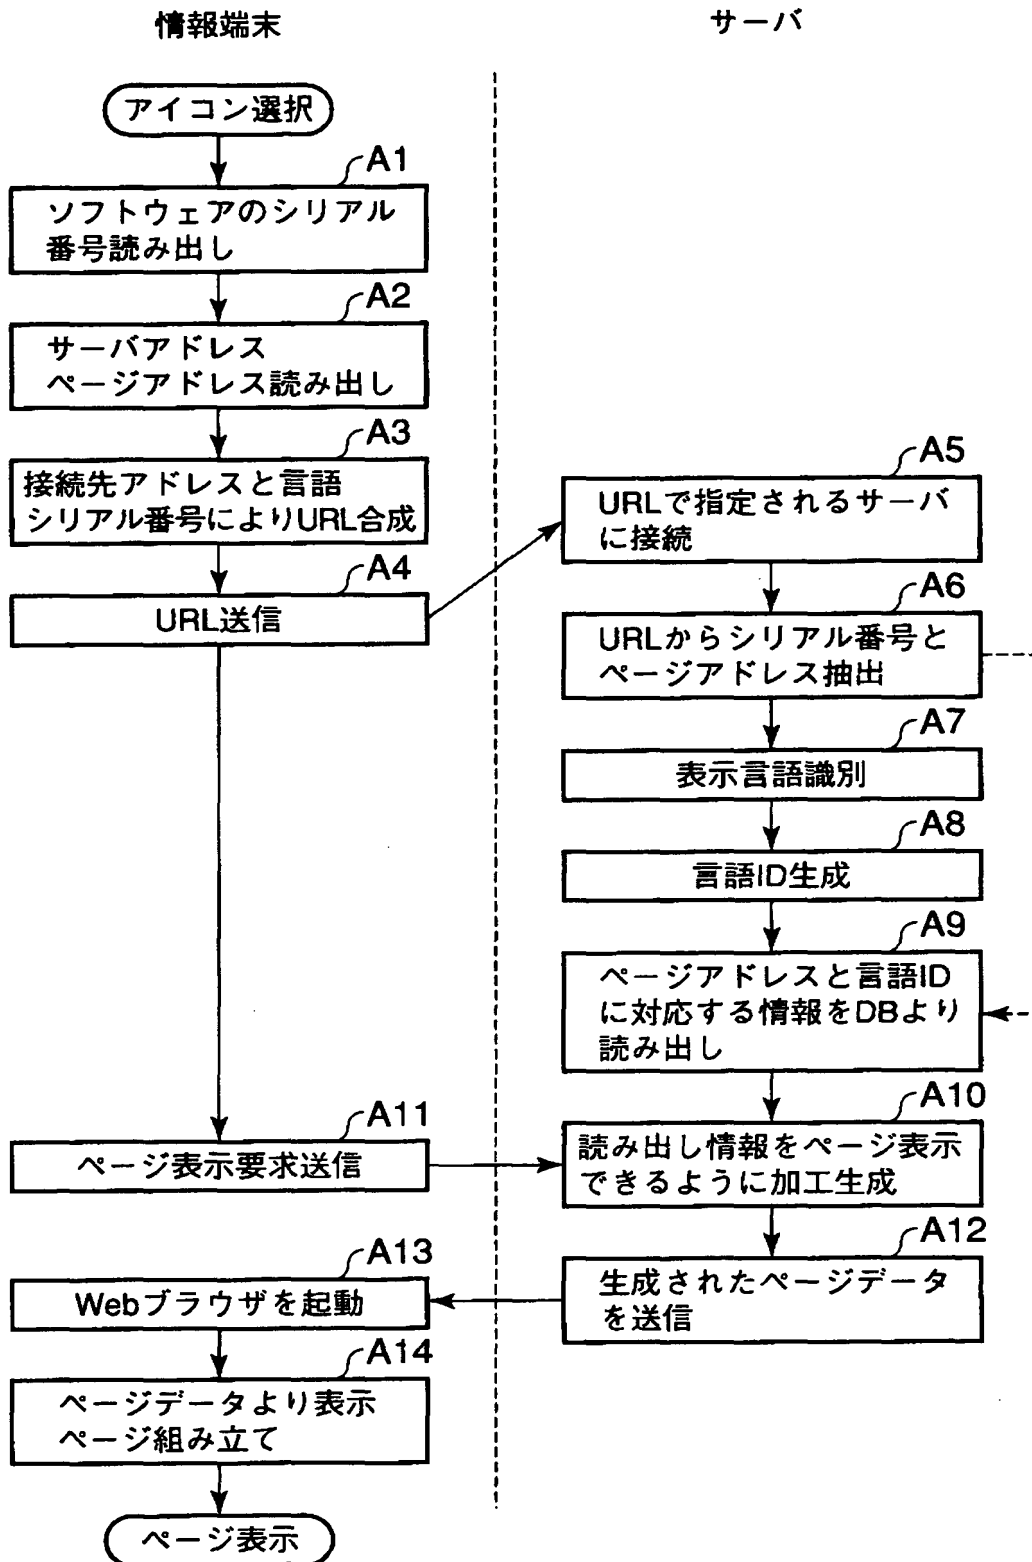 情報端末
サーバ
アイコン選択
A1
ソフトウェアのシリアル
番号読み出し
A2
サーバアドレス
ページアドレス読み出し
A3
接続先アドレスと言語
シリアル番号によりURL合成
A4
URL送信
A5
URLで指定されるサーバ
に接続
A6
URLからシリアル番号と
ページアドレス抽出
A7
表示言語識別
A8
言語ID生成
A9
ページアドレスと言語ID
に対応する情報をDBより
読み出し
A10
読み出し情報をページ表示
できるように加工生成
A11
ページ表示要求送信
A12
生成されたページデータ
を送信
A13
Webブラウザを起動
A14
ページデータより表示
ページ組み立て
ページ表示